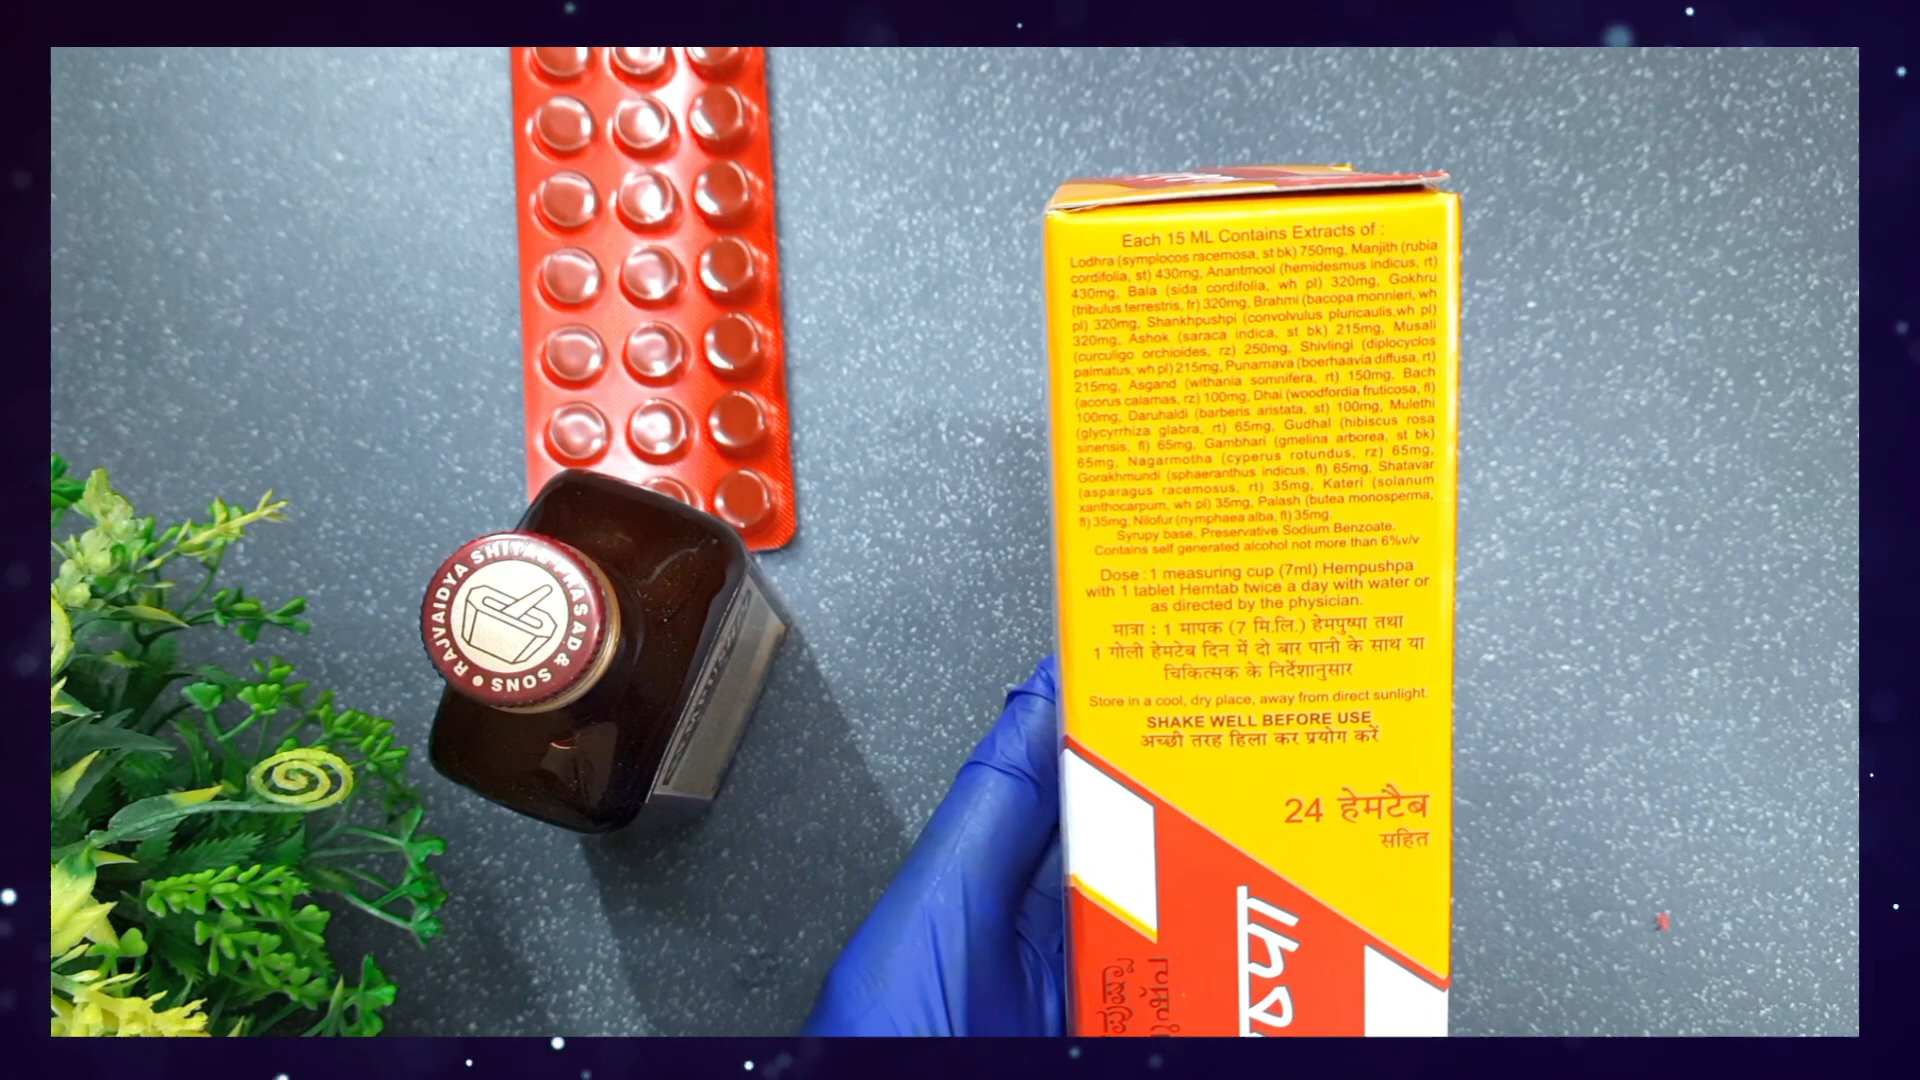 RAJVAIDYA SHITAL PRASAD & SONS
Each 15 ML Contains Extracts of :
Lodhra (symplocos racemosa, st bk) 750mg, Manjith (rubia
cordifolia, st) 430mg, Anantmool (hemidesmus indicus, rt)
430mg, Bala (sida cordifolia, wh pl) 320mg, Gokhru
(tribulus terrestris, fr) 320mg, Brahmi (bacopa monnieri, wh
pl) 320mg, Shankhpushpi (convolvulus pluricaulis,wh pl)
320mg, Ashok (saraca indica, st bk) 215mg, Musali
(curculigo orchioides, rz) 250mg, Shivlingi (diplocyclos
palmatus, wh pl) 215mg, Punarnava (boerhaavia diffusa, rt)
215mg, Asgand (withania somnifera, rt) 150mg, Bach
(acorus calamas, rz) 100mg, Dhai (woodfordia fruticosa, fl)
100mg, Daruhaldi (barberis aristata, st) 100mg, Mulethi
(glycyrrhiza glabra, rt) 65mg, Gudhal (hibiscus rosa
sinensis, fl) 65mg, Gambhari (gmelina arborea, st bk)
65mg, Nagarmotha (cyperus rotundus, rz) 65mg,
Gorakhmundi (sphaeranthus indicus, fl) 65mg, Shatavar
(asparagus racemosus, rt) 35mg, Kateri (solanum
xanthocarpum, wh pl) 35mg, Palash (butea monosperma,
fl) 35mg, Nilofur (nymphaea alba, fl) 35mg
Syrupy base, Preservative Sodium Benzoate.
Contains self generated alcohol not more than 6%v/v
Dose : 1 measuring cup (7ml) Hempushpa
with 1 tablet Hemtab twice a day with water or
as directed by the physician.
मात्रा : 1 मापक (7 मि.लि.) हेमपुष्पा तथा
1 गोली हेमटैब दिन में दो बार पानी के साथ या
चिकित्सक के निर्देशानुसार
Store in a cool, dry place, away from direct sunlight.
SHAKE WELL BEFORE USE
अच्छी तरह हिला कर प्रयोग करें
24 हेमटैब
सहित